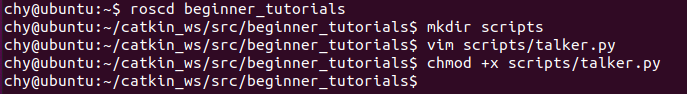 chy@ubuntu:~$ roscd beginner_tutorials
chy@ubuntu:~/catkin_ws/src/beginner_tutorials$ mkdir scripts
chy@ubuntu:~/catkin_ws/src/beginner_tutorials$ vim scripts/talker.py
chy@ubuntu:~/catkin_ws/src/beginner_tutorials$ chmod +x scripts/talker.py
chy@ubuntu:~/catkin_ws/src/beginner_tutorials$